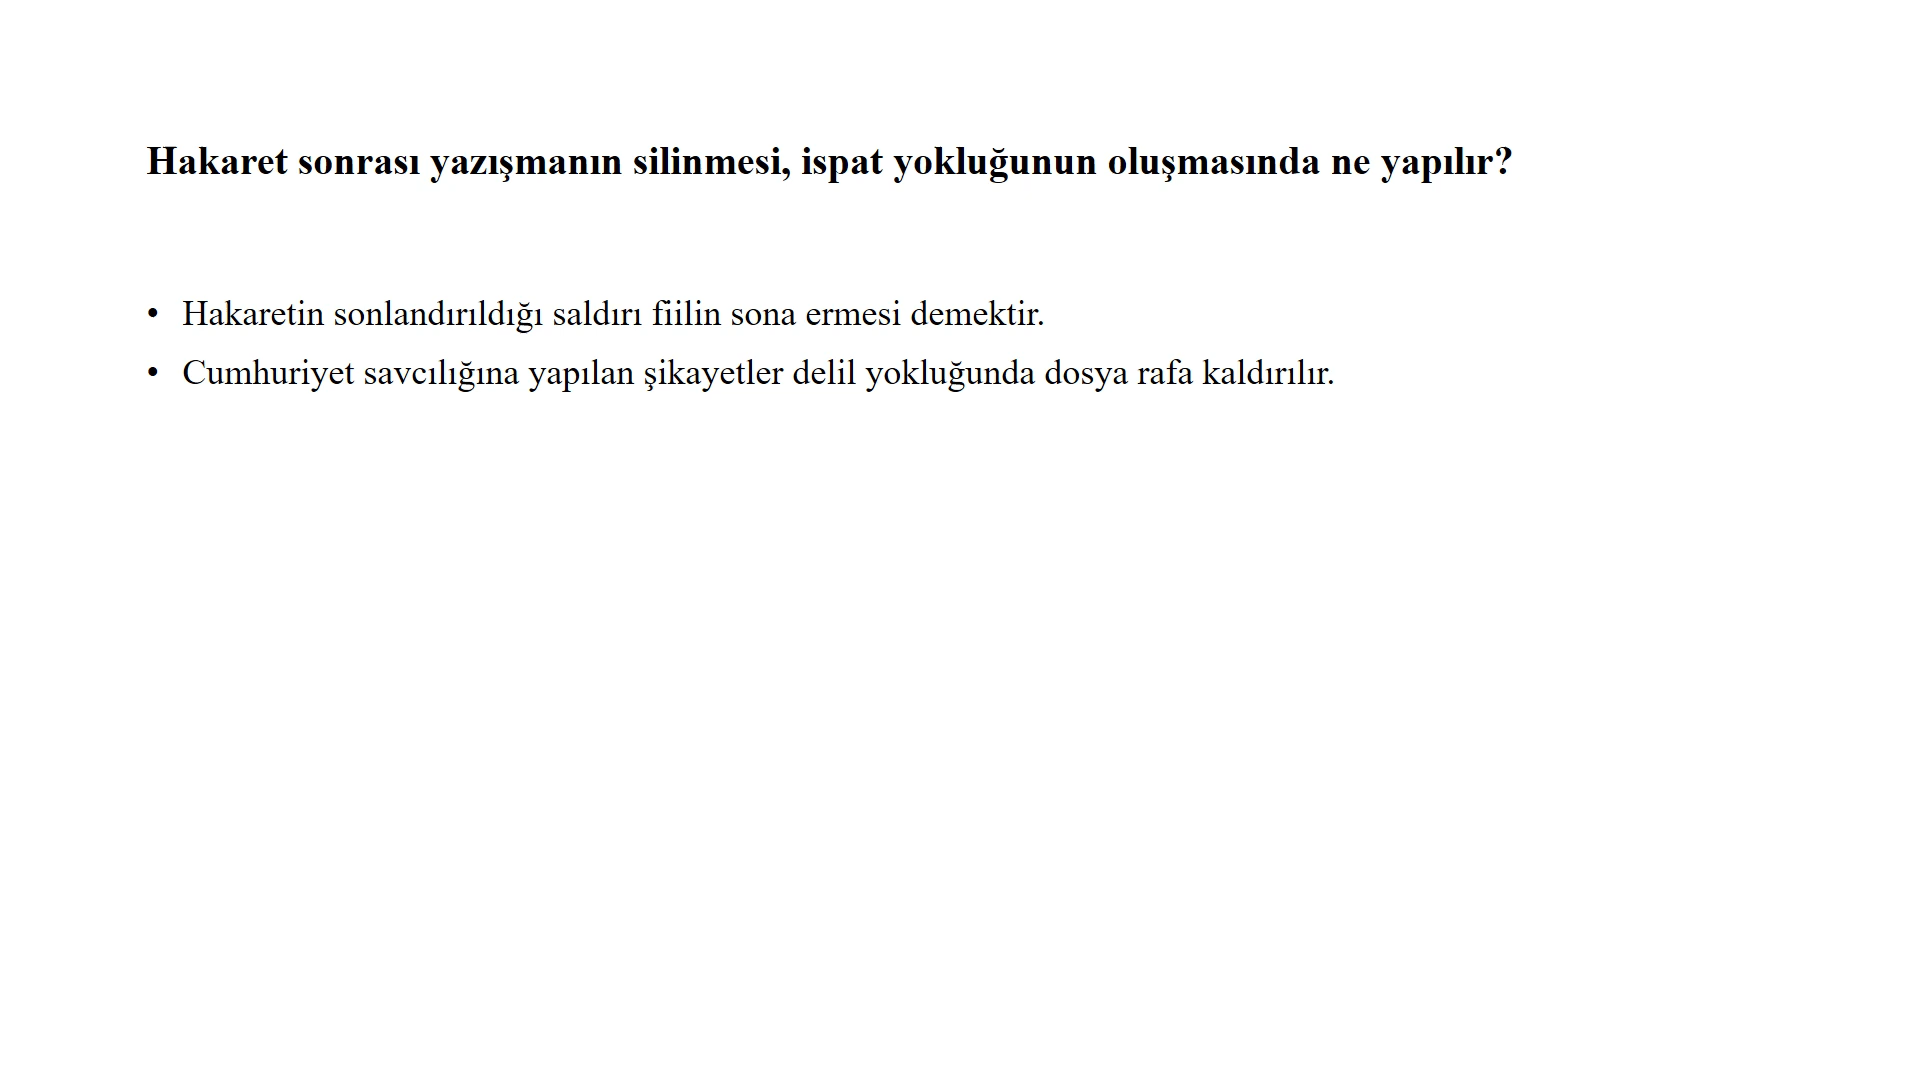 Hakaret sonrası yazışmanın silinmesi, ispat yokluğunun oluşmasında ne yapılır?
• Hakaretin sonlandırıldığı saldırı fiilin sona ermesi demektir.
• Cumhuriyet savcılığına yapılan şikayetler delil yokluğunda dosya rafa kaldırılır.